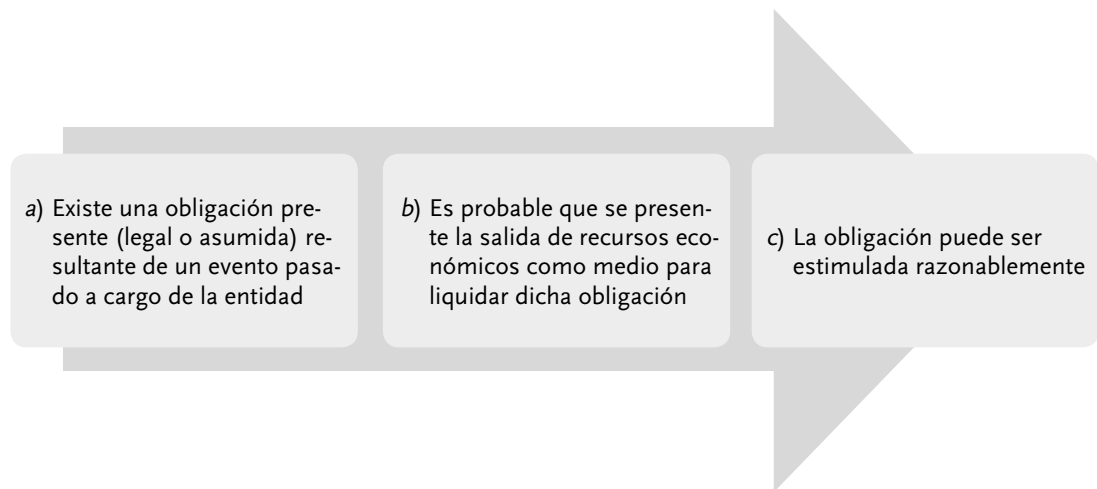 a) Existe una obligación pre-
sente (legal o asumida) re-
sultante de un evento pasa-
do a cargo de la entidad
b) Es probable que se presen-
te la salida de recursos eco-
nómicos como medio para
liquidar dicha obligación
c) La obligación puede ser
estimulada razonablemente